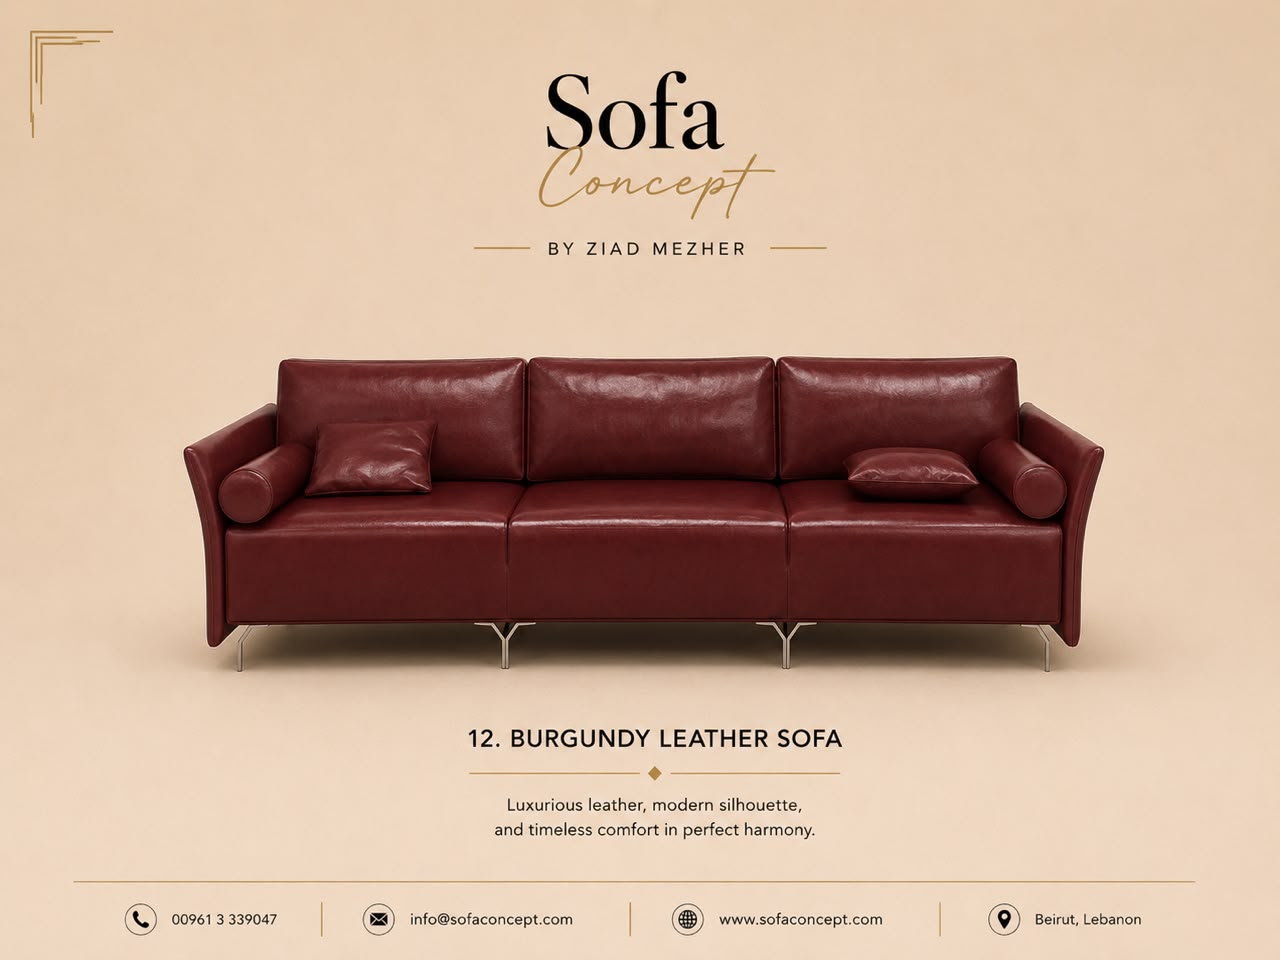 Sofa
Concept
BY ZIAD MEZHER
12. BURGUNDY LEATHER SOFA
Luxurious leather, modern silhouette,
and timeless comfort in perfect harmony.
00961 3 339047
info@sofaconcept.com
www.sofaconcept.com
Beirut, Lebanon